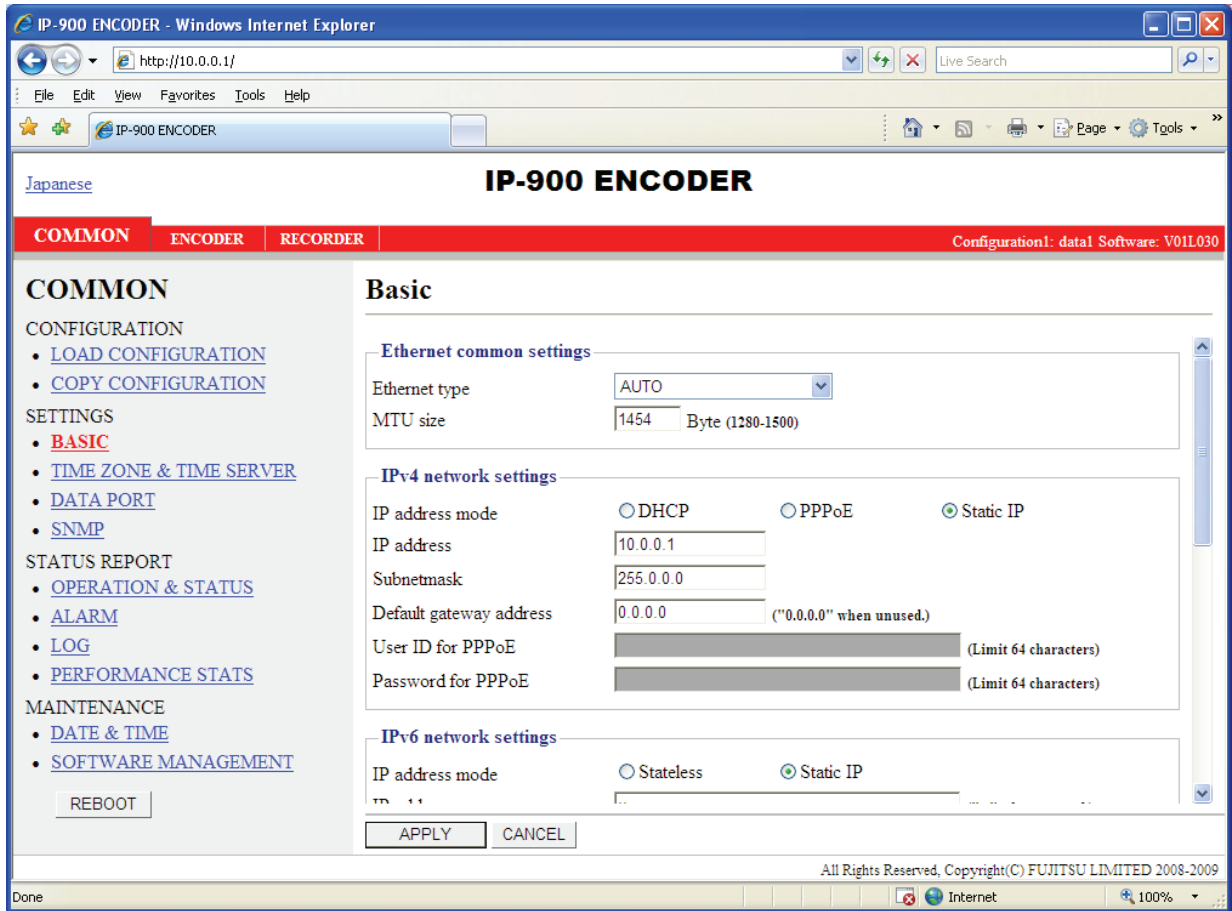 IP-900 ENCODER - Windows Internet Explorer
http://10.0.0.1/
Live Search
File Edit View Favorites Tools Help
IP-900 ENCODER
Page Tools »
Japanese
IP-900 ENCODER
COMMON ENCODER RECORDER
Configuration1: data1 Software: V01L030
COMMON
CONFIGURATION
• LOAD CONFIGURATION
• COPY CONFIGURATION
SETTINGS
• BASIC
• TIME ZONE & TIME SERVER
• DATA PORT
• SNMP
STATUS REPORT
• OPERATION & STATUS
• ALARM
• LOG
• PERFORMANCE STATS
MAINTENANCE
• DATE & TIME
• SOFTWARE MANAGEMENT
REBOOT
Basic
Ethernet common settings
Ethernet type AUTO
MTU size 1454 Byte (1280-1500)
IPv4 network settings
IP address mode DHCP PPPoE Static IP
IP address 10.0.0.1
Subnetmask 255.0.0.0
Default gateway address 0.0.0.0 ("0.0.0.0" when unused.)
User ID for PPPoE (Limit 64 characters)
Password for PPPoE (Limit 64 characters)
IPv6 network settings
IP address mode Stateless Static IP
APPLY CANCEL
All Rights Reserved, Copyright(C) FUJITSU LIMITED 2008-2009
Done Internet 100%